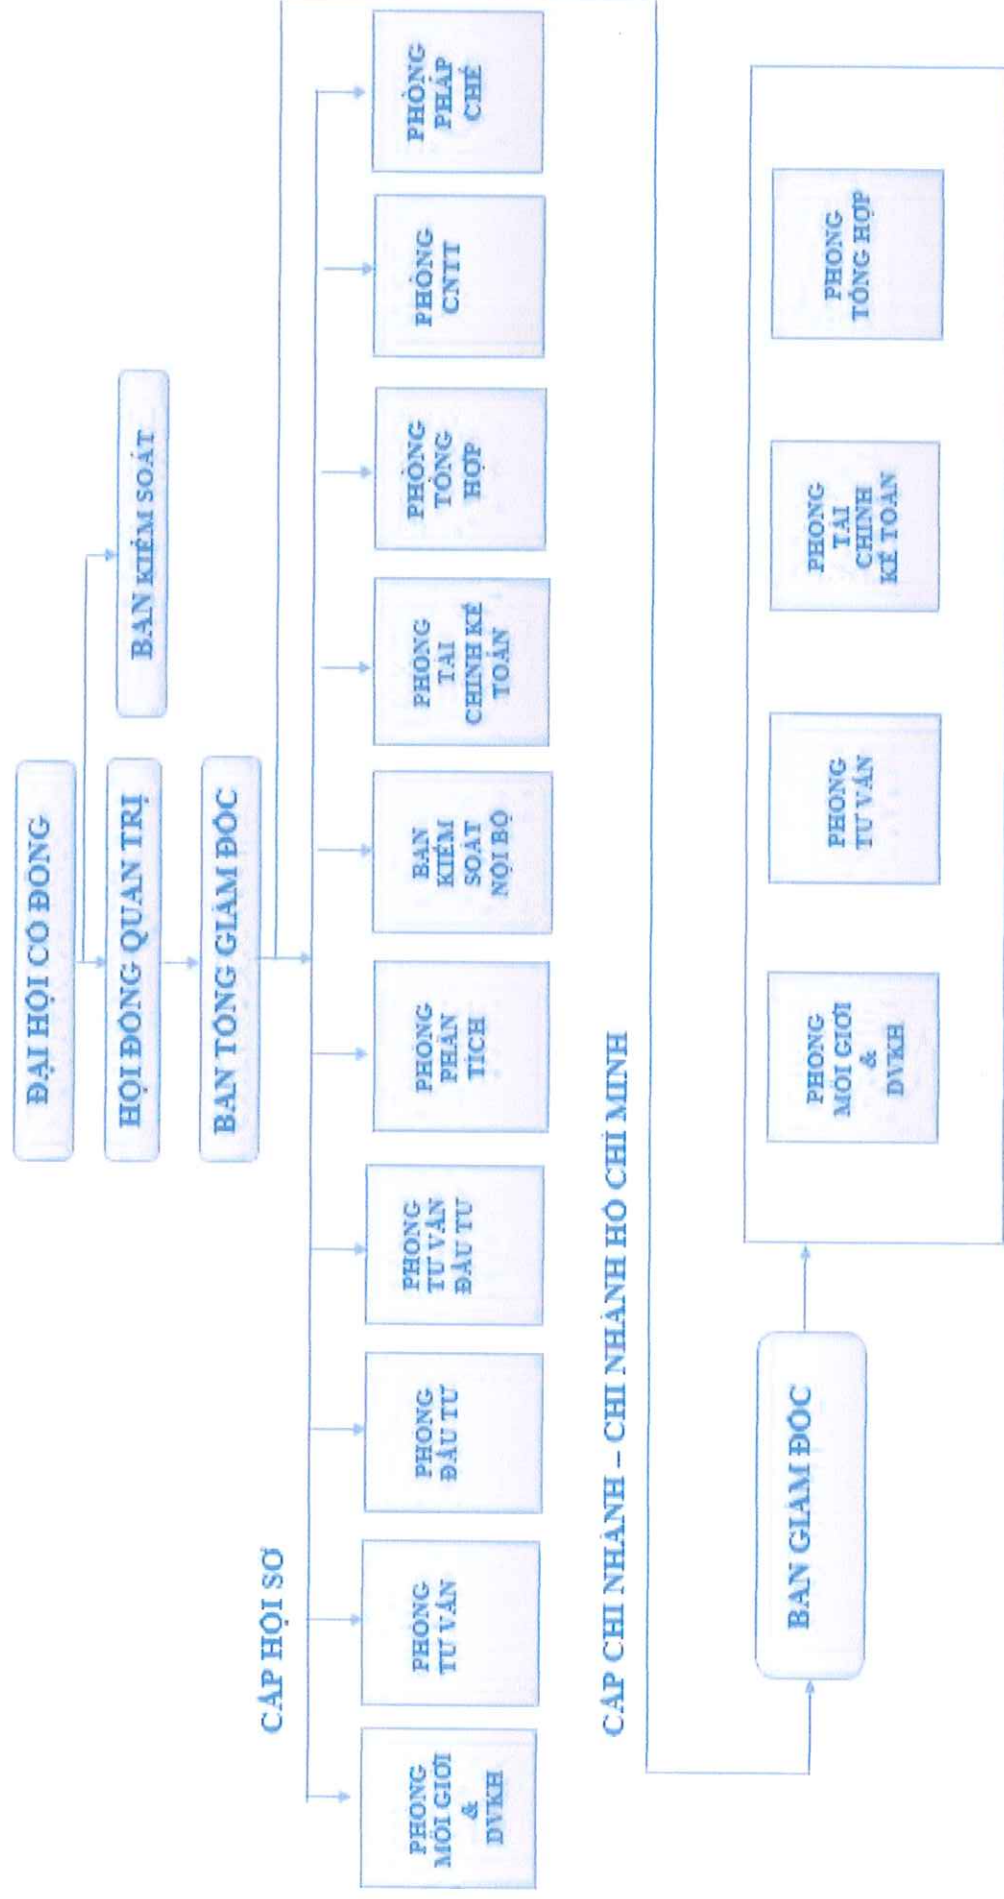 ĐẠI HỘI CỔ ĐÔNG
HỘI ĐỒNG QUẢN TRỊ
BAN KIỂM SOÁT
BAN TỔNG GIÁM ĐỐC
CẤP HỘI SỞ
PHÒNG
MÔI GIỚI
&
DVKH
PHÒNG
TƯ VẤN
PHÒNG
ĐẦU TƯ
PHÒNG
TƯ VẤN
ĐẦU TƯ
PHÒNG
PHÂN
TÍCH
BAN
KIỂM
SOÁT
NỘI BỘ
PHÒNG
TÀI
CHÍNH KẾ
TOÁN
PHÒNG
TỔNG
HỢP
PHÒNG
CNTT
PHÒNG
PHÁP
CHẾ
CẤP CHI NHÁNH – CHI NHÁNH HỒ CHÍ MINH
BAN GIÁM ĐỐC
PHÒNG
MÔI GIỚI
&
DVKH
PHÒNG
TƯ VẤN
PHÒNG
TÀI
CHÍNH
KẾ TOÁN
PHÒNG
TỔNG HỢP